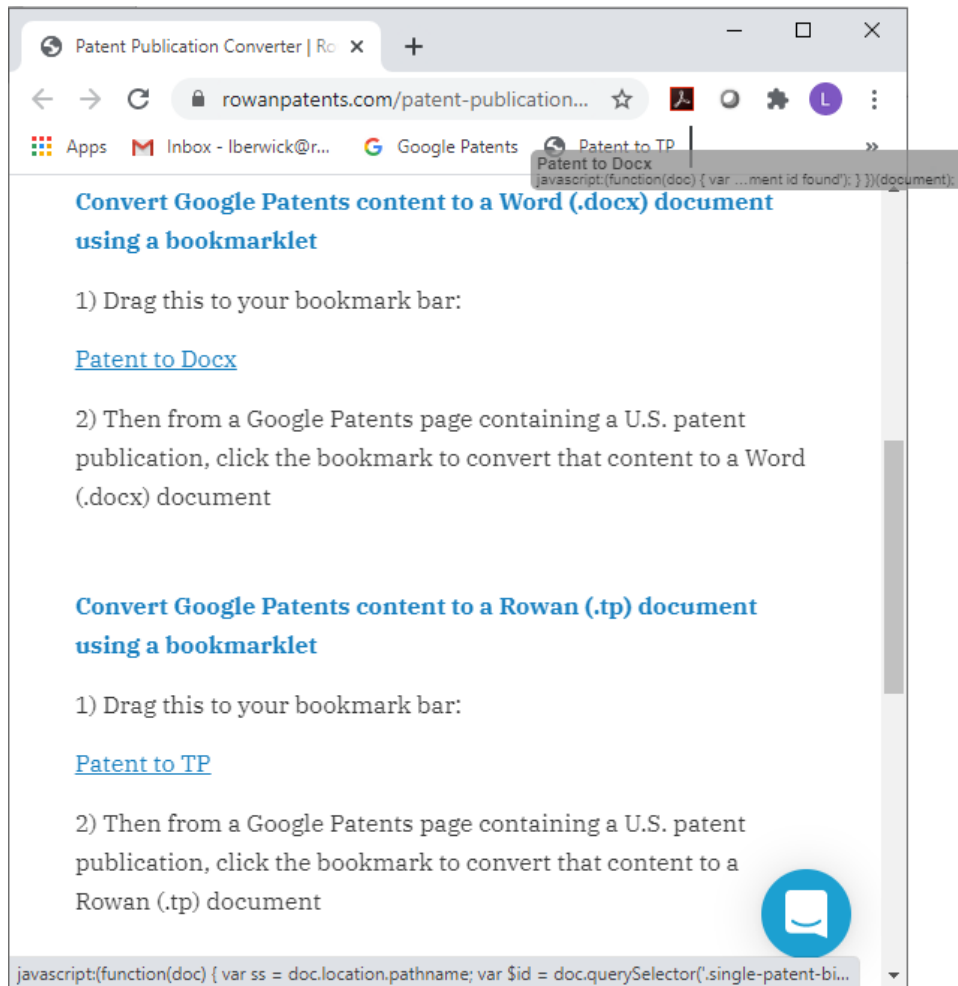 Patent Publication Converter | Ro
rowanpatents.com/patent-publication...
L
Apps Inbox - lberwick@r... Google Patents Patent to TP »
Patent to Docx
javascript:(function(doc) { var ...ment id found'); } })(document);
Convert Google Patents content to a Word (.docx) document
using a bookmarklet
1) Drag this to your bookmark bar:
Patent to Docx
2) Then from a Google Patents page containing a U.S. patent
publication, click the bookmark to convert that content to a Word
(.docx) document
Convert Google Patents content to a Rowan (.tp) document
using a bookmarklet
1) Drag this to your bookmark bar:
Patent to TP
2) Then from a Google Patents page containing a U.S. patent
publication, click the bookmark to convert that content to a
Rowan (.tp) document
javascript:(function(doc) { var ss = doc.location.pathname; var $id = doc.querySelector('.single-patent-bi...